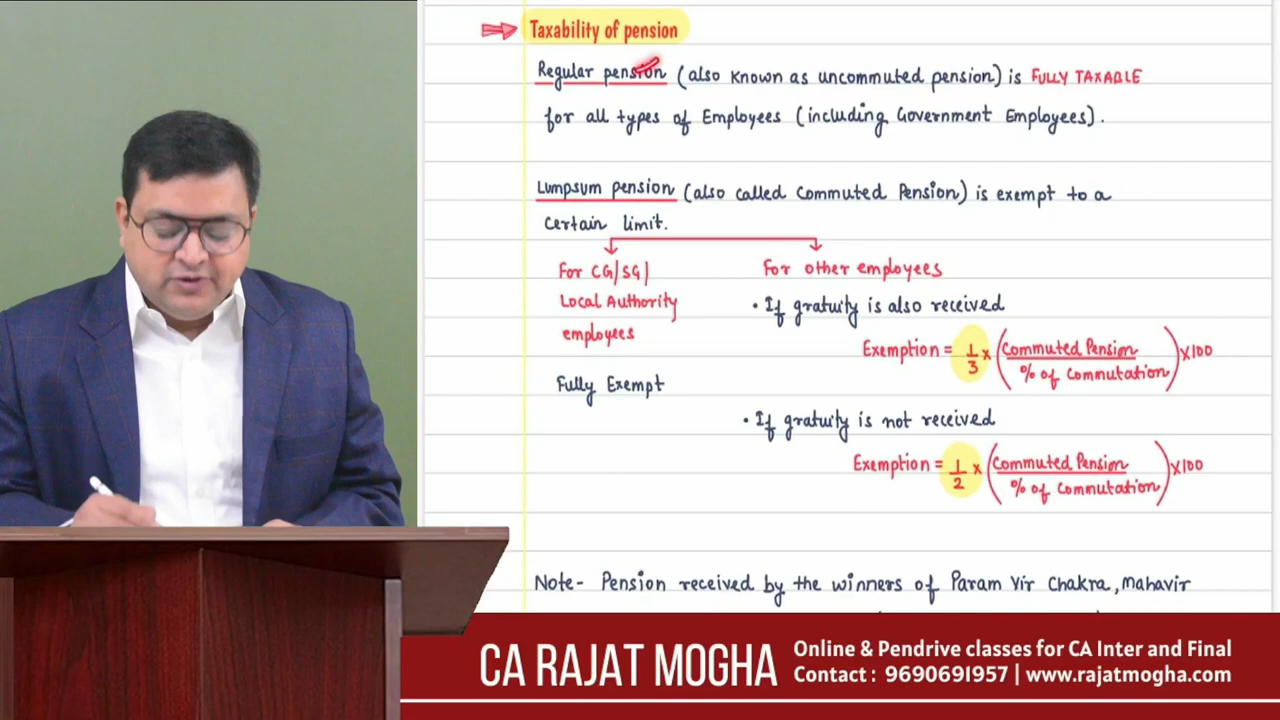 Taxability of pension
Regular pension (also known as uncommuted pension) is FULLY TAXABLE
for all types of Employees (including Government Employees).
Lumpsum pension (also called Commuted Pension) is exempt to a
certain limit.
For CG/SG/
Local Authority
employees
Fully Exempt
For other employees
• If gratuity is also received
Exemption = 1/3 x (Commuted Pension / % of Commutation) x 100
• If gratuity is not received
Exemption = 1/2 x (Commuted Pension / % of Commutation) x 100
Note- Pension received by the winners of Param Vir Chakra, Mahavir
CA RAJAT MOGHA
Online & Pendrive classes for CA Inter and Final
Contact : 9690691957 | www.rajatmogha.com